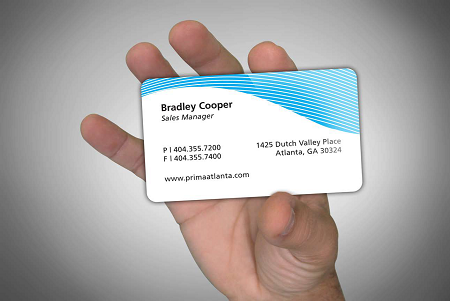 Bradley Cooper
Sales Manager
P | 404.355.7200
F | 404.355.7400
1425 Dutch Valley Place
Atlanta, GA 30324
www.primaatlanta.com